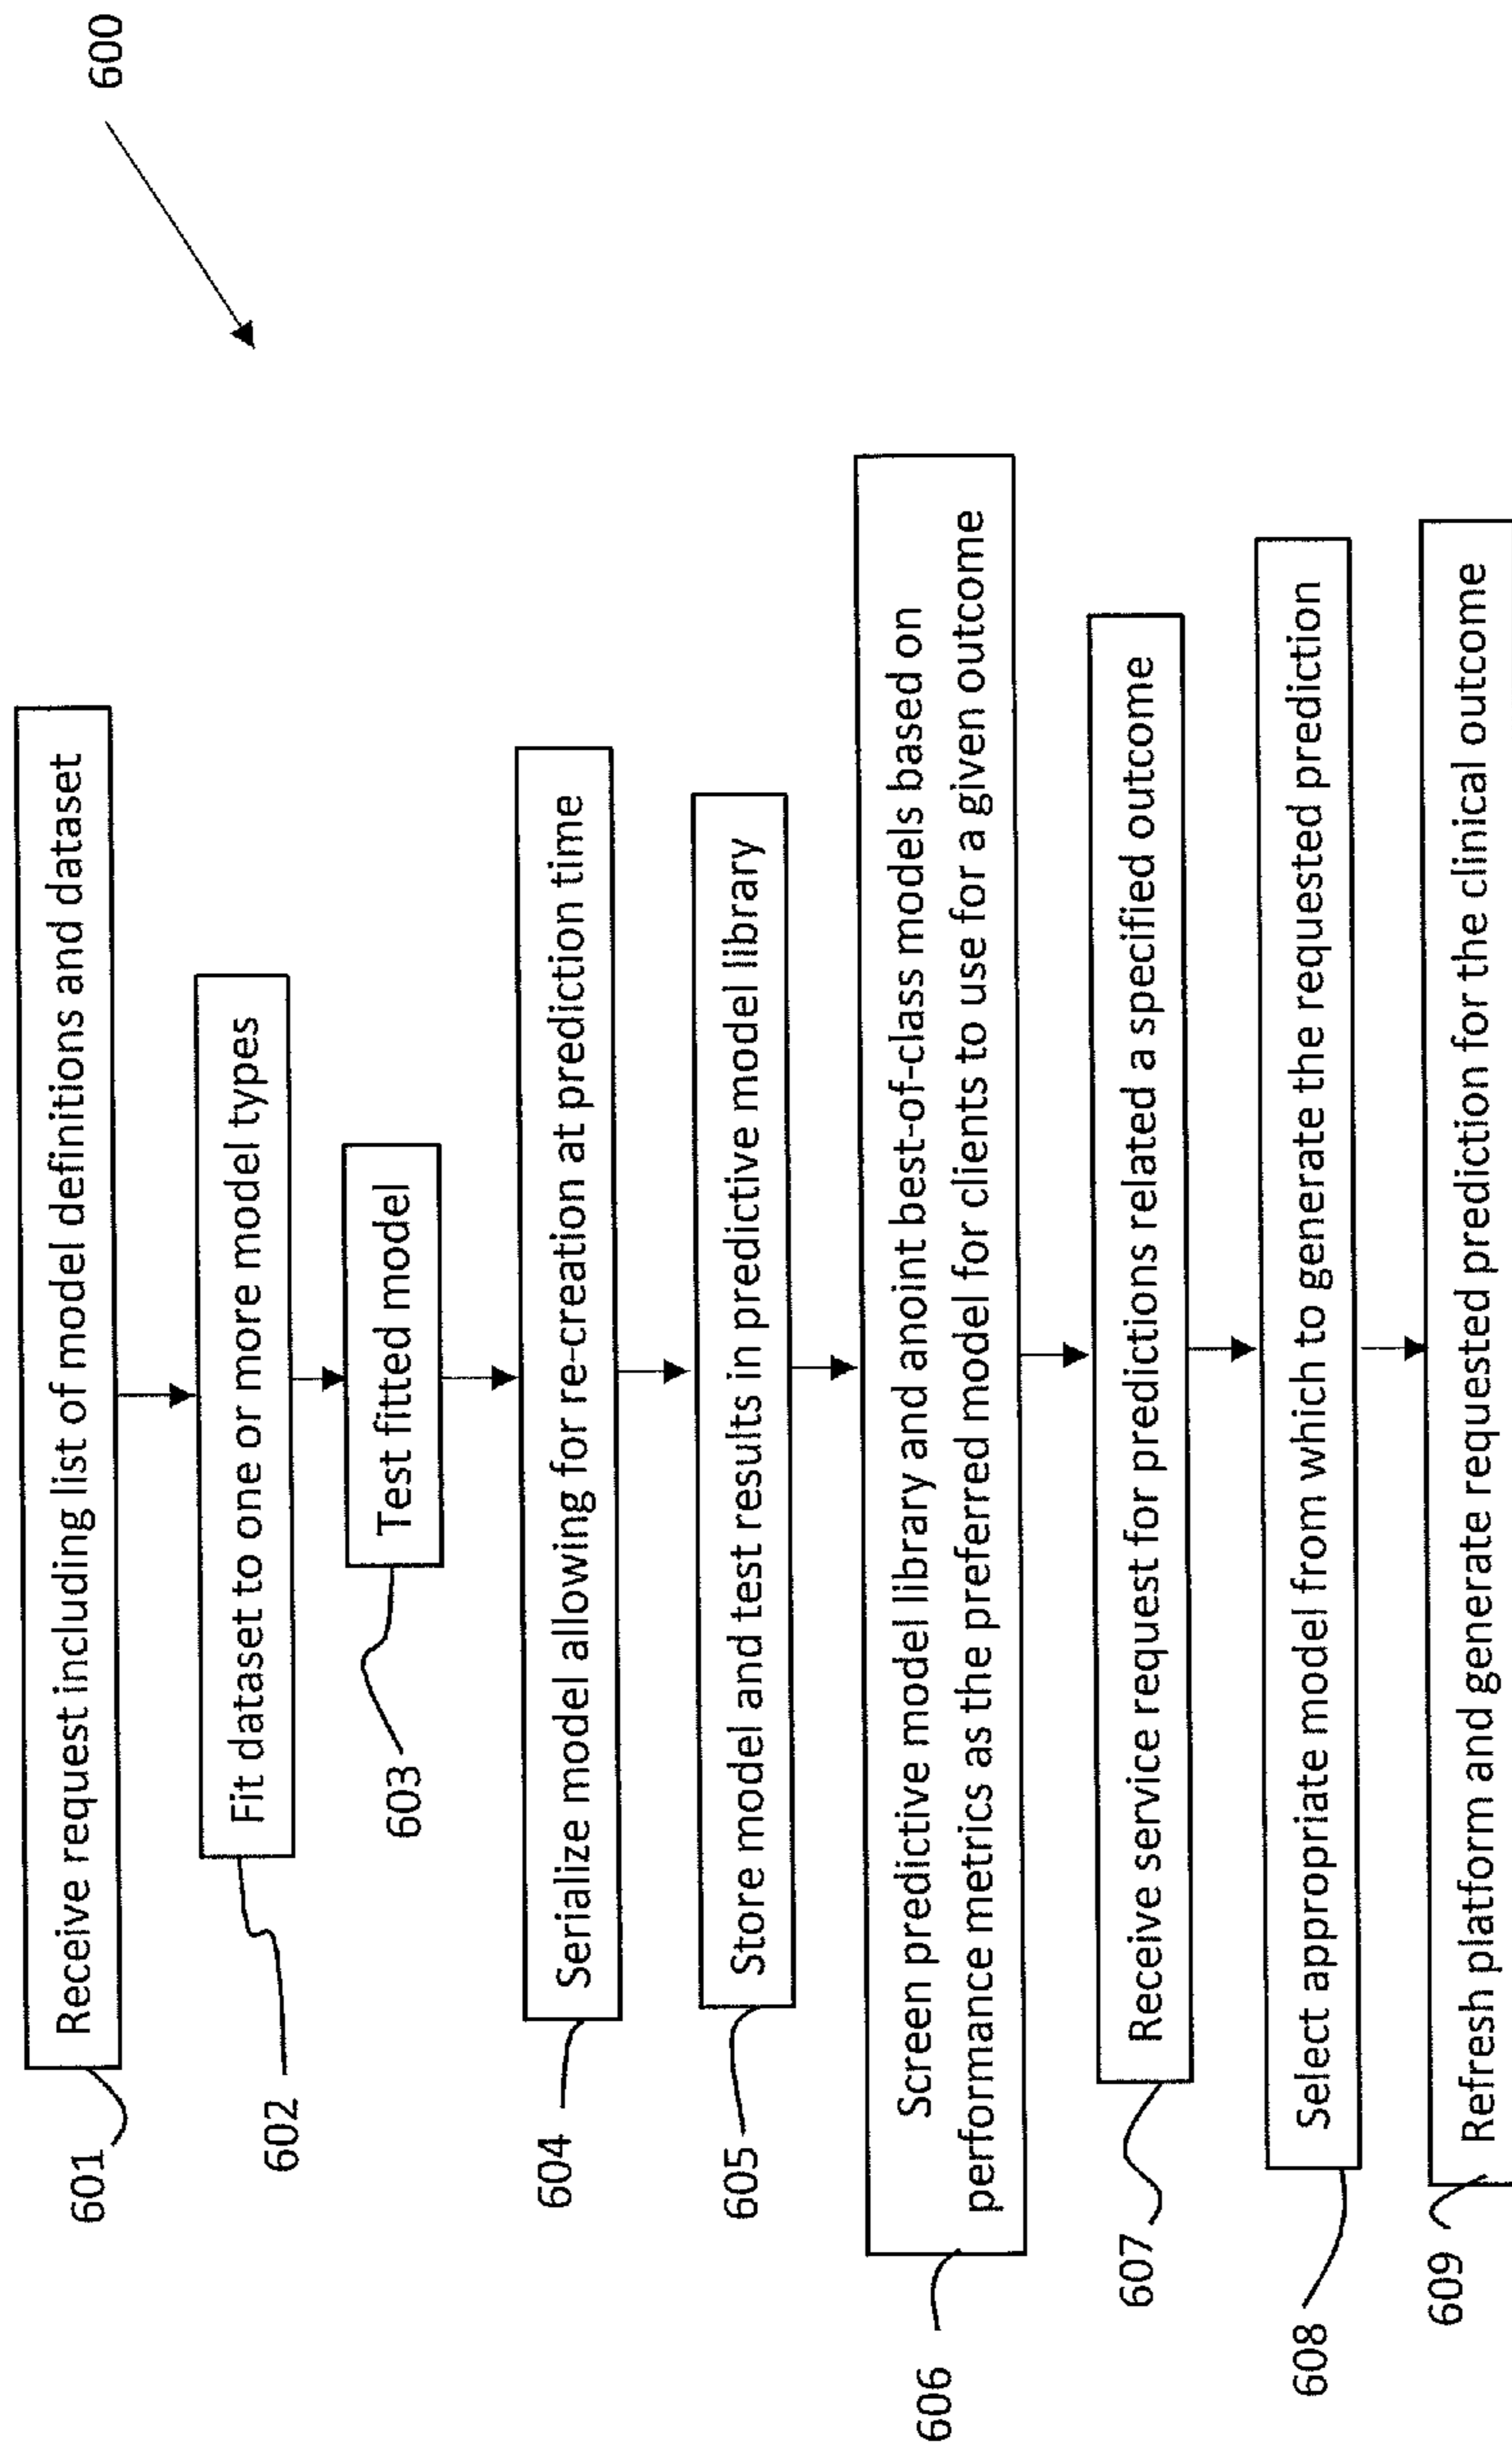 600
601
Receive request including list of model definitions and dataset
602
Fit dataset to one or more model types
603
Test fitted model
604
Serialize model allowing for re-creation at prediction time
605
Store model and test results in predictive model library
606
Screen predictive model library and anoint best-of-class models based on
performance metrics as the preferred model for clients to use for a given outcome
607
Receive service request for predictions related a specified outcome
608
Select appropriate model from which to generate the requested prediction
609
Refresh platform and generate requested prediction for the clinical outcome